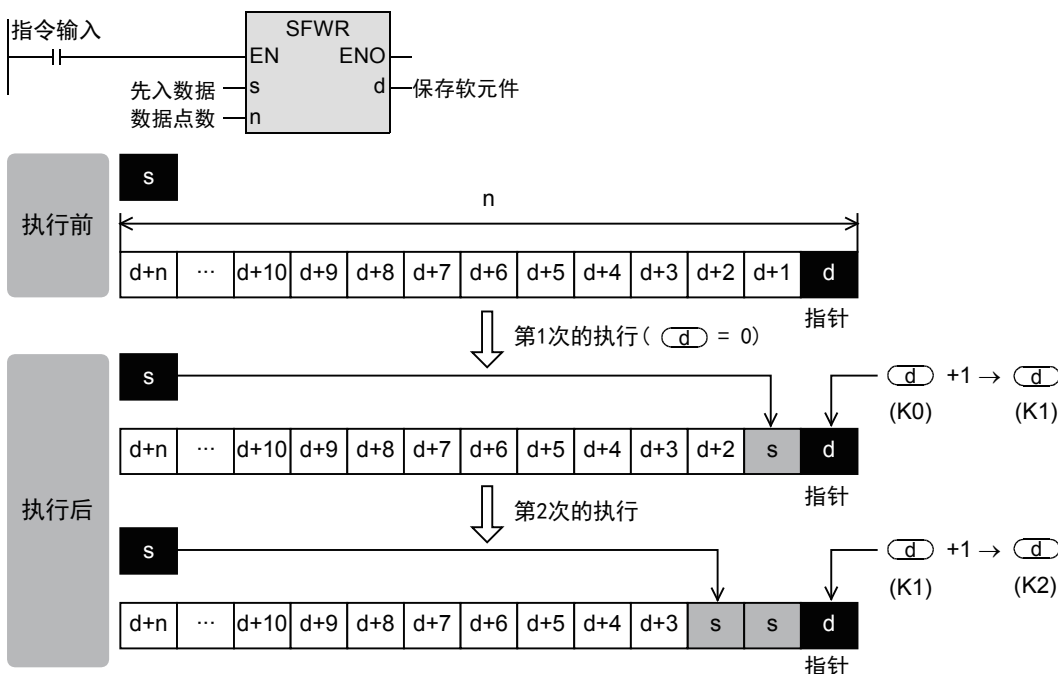 指令输入
SFWR
EN ENO
先入数据 s d 保存软元件
数据点数 n
执行前
s
n
d+n ... d+10 d+9 d+8 d+7 d+6 d+5 d+4 d+3 d+2 d+1 d
指针
第1次的执行( d = 0)
执行后
s
d +1 → d
(K0) (K1)
d+n ... d+10 d+9 d+8 d+7 d+6 d+5 d+4 d+3 d+2 s d
指针
第2次的执行
s
d +1 → d
(K1) (K2)
d+n ... d+10 d+9 d+8 d+7 d+6 d+5 d+4 d+3 s s d
指针